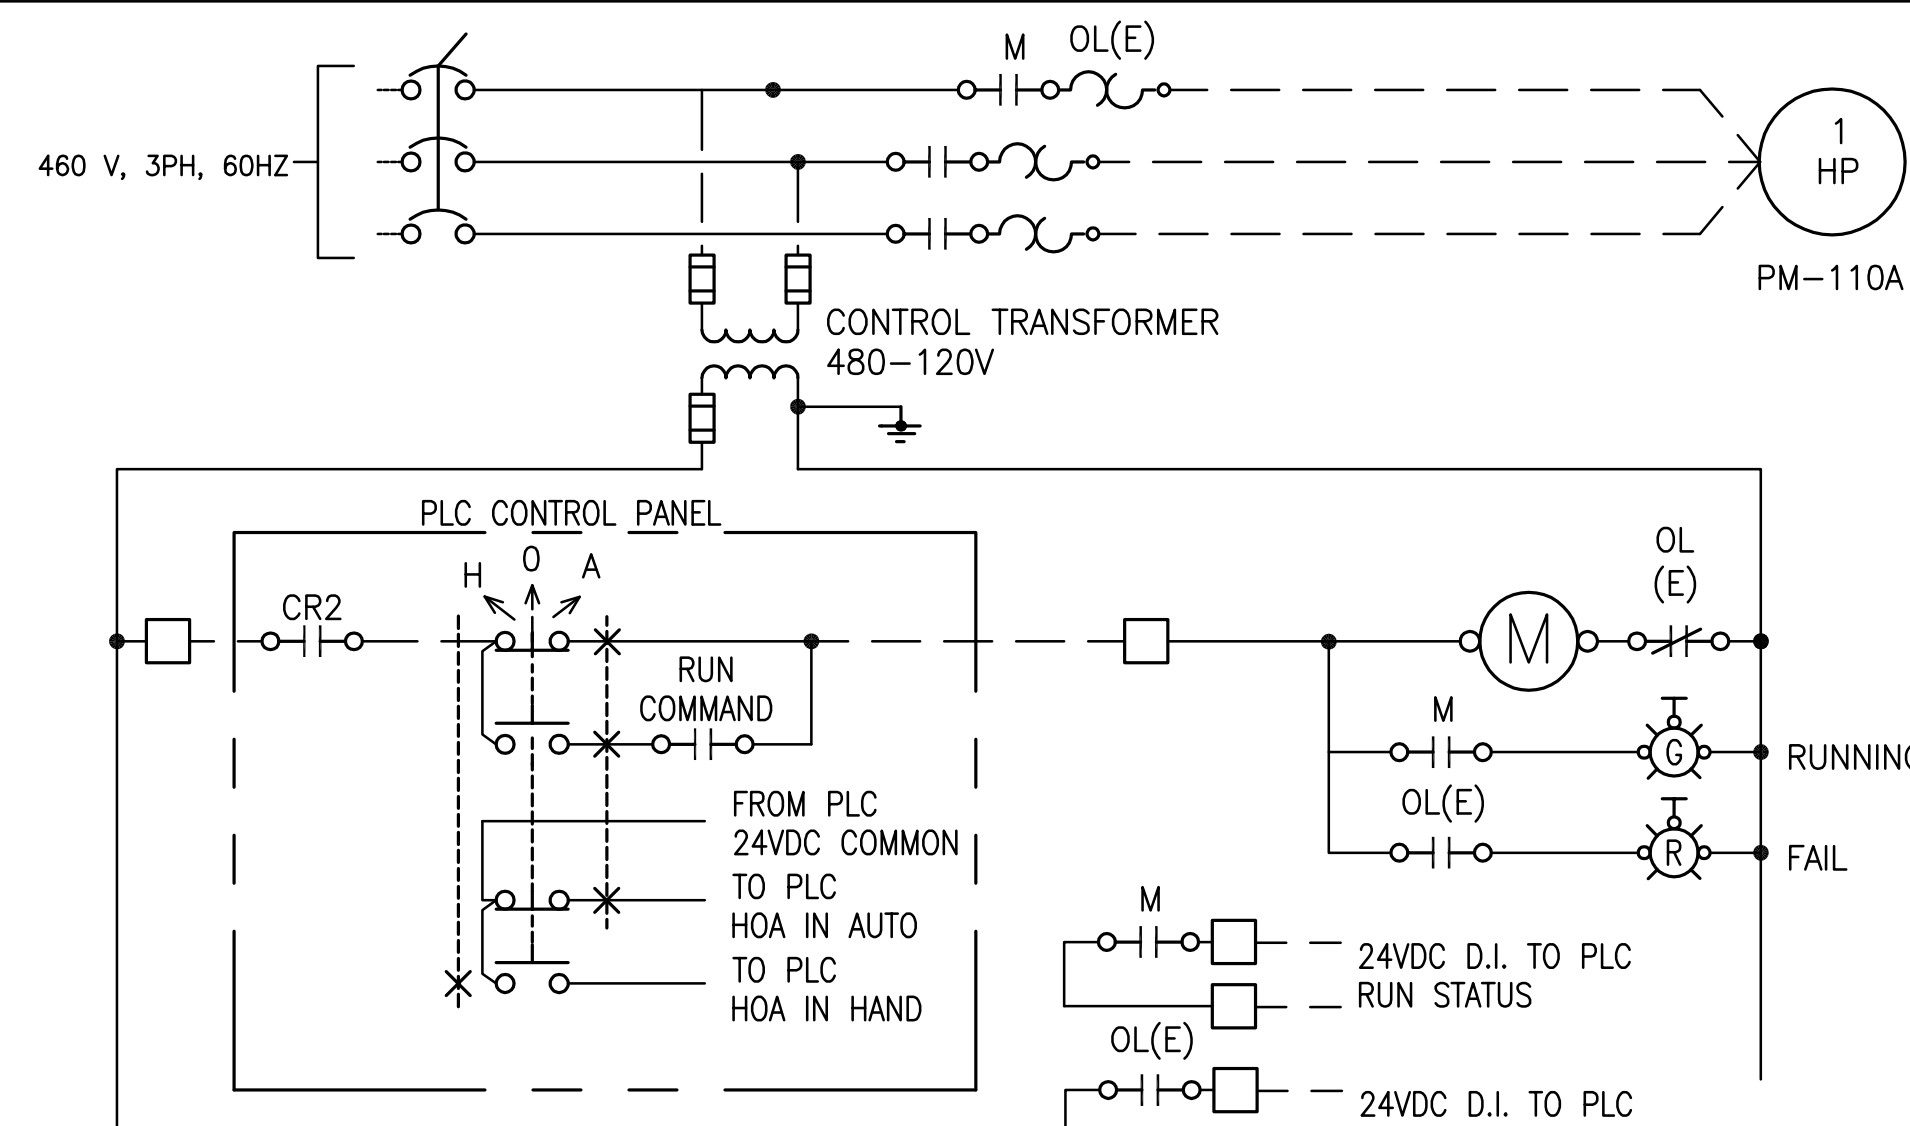 M
OL(E)
460 V, 3PH, 60HZ
1
HP
PM-110A
CONTROL TRANSFORMER
480-120V
PLC CONTROL PANEL
H
O
A
CR2
RUN
COMMAND
FROM PLC
24VDC COMMON
TO PLC
HOA IN AUTO
TO PLC
HOA IN HAND
OL
(E)
M
M
G
RUNNING
OL(E)
R
FAIL
M
24VDC D.I. TO PLC
RUN STATUS
OL(E)
24VDC D.I. TO PLC